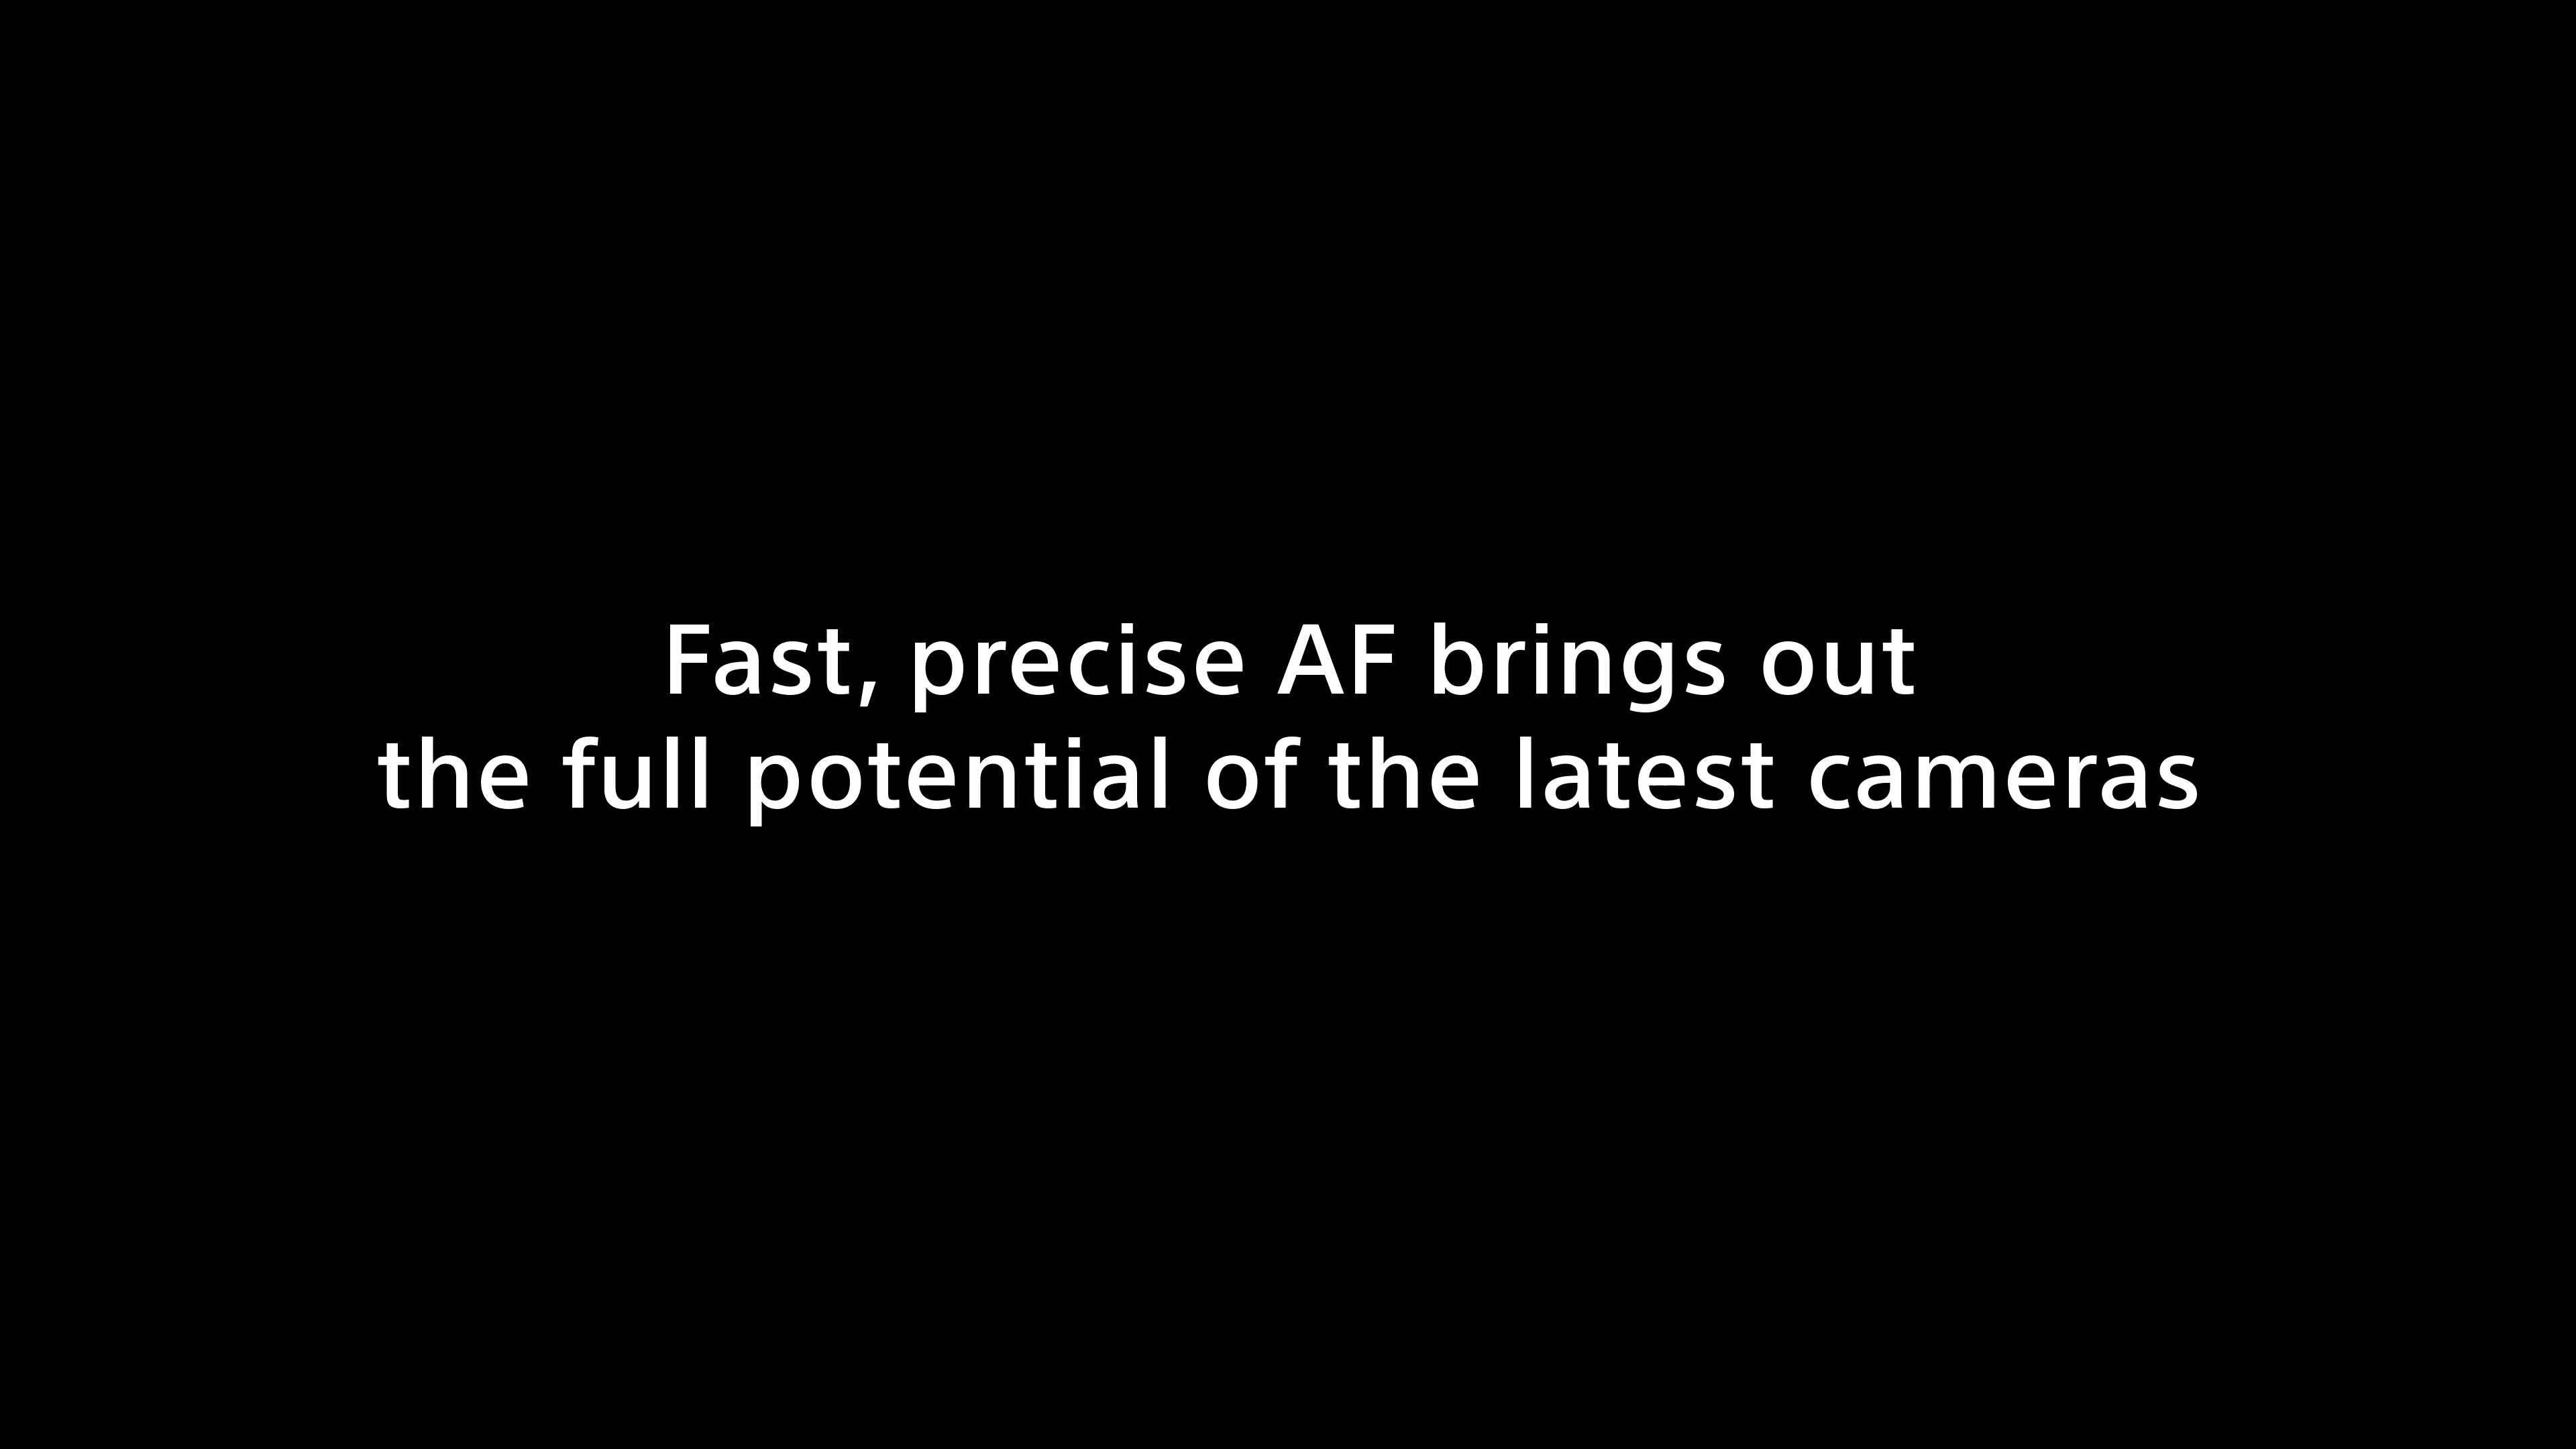 Fast, precise AF brings out
the full potential of the latest cameras